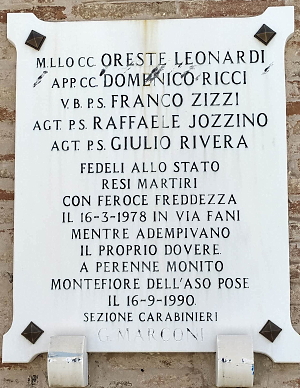 M.LLO CC. ORESTE LEONARDI
APP. CC. DOMENICO RICCI
V.B. P.S. FRANCO ZIZZI
AGT. P.S. RAFFAELE JOZZINO
AGT. P.S. GIULIO RIVERA
FEDELI ALLO STATO
RESI MARTIRI
CON FEROCE FREDDEZZA
IL 16-3-1978 IN VIA FANI
MENTRE ADEMPIVANO
IL PROPRIO DOVERE
A PERENNE MONITO
MONTEFIORE DELL'ASO POSE
IL 16-9-1990
SEZIONE CARABINIERI
G. MARCONI